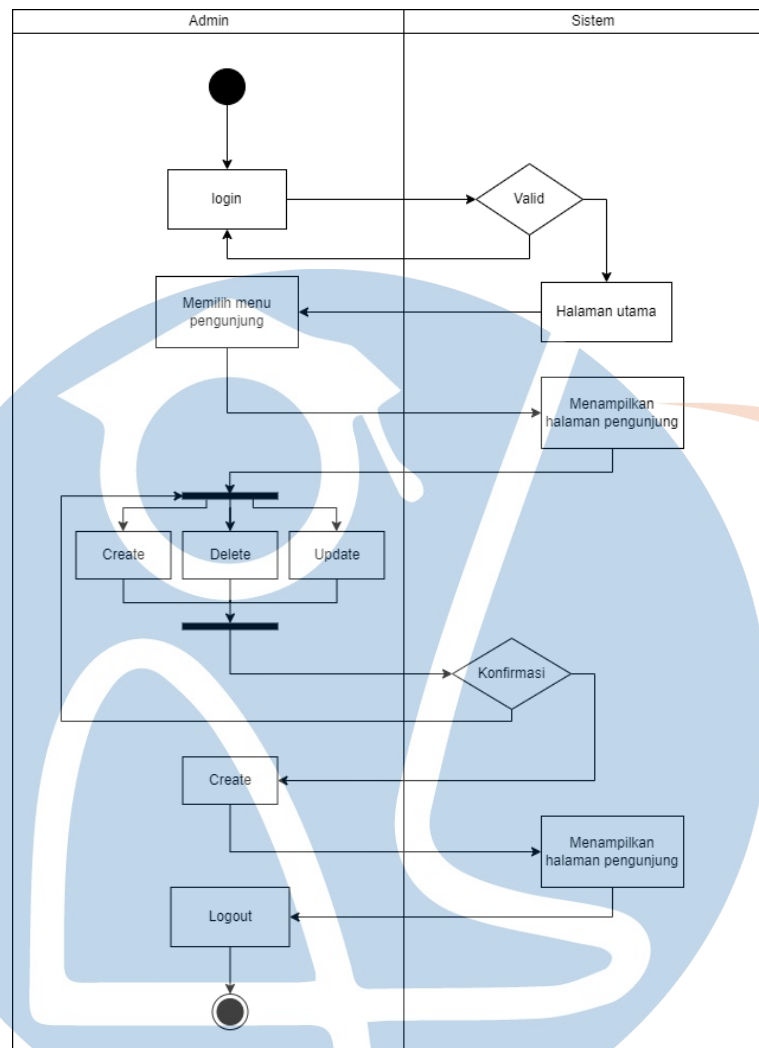 Admin
Sistem
login
Valid
Memilih menu
pengunjung
Halaman utama
Menampilkan
halaman pengunjung
Create
Delete
Update
Konfirmasi
Create
Menampilkan
halaman pengunjung
Logout